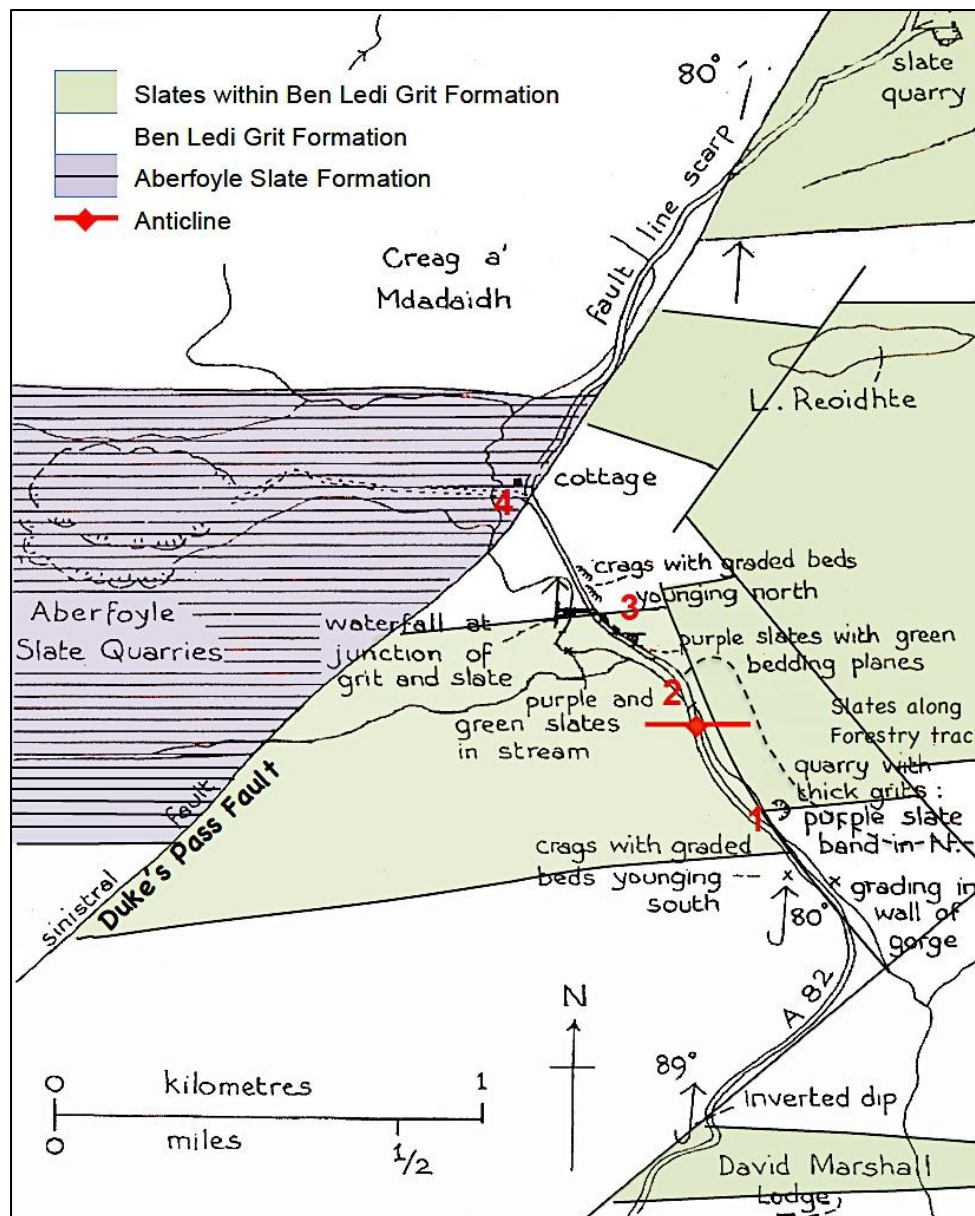 Slates within Ben Ledi Grit Formation
Ben Ledi Grit Formation
Aberfoyle Slate Formation
Anticline
80°
slate
quarry
fault line scarp
Creag a'
Mdadaidh
L. Reoidhte
cottage
4
crags with graded beds
younging north
3
Aberfoyle
Slate Quarries
waterfall at
junction of
grit and slate
purple slates with green
bedding planes
2
purple and
green slates
in stream
Slates along
Forestry trac
quarry with
thick grits:
purple slate
band in N.
1
sinistral fault
Duke's Pass Fault
crags with graded
beds younging
south
80°
grading in
wall of
gorge
A 82
N
0 kilometres 1
0 miles 1/2
89°
inverted dip
David Marshall
Lodge